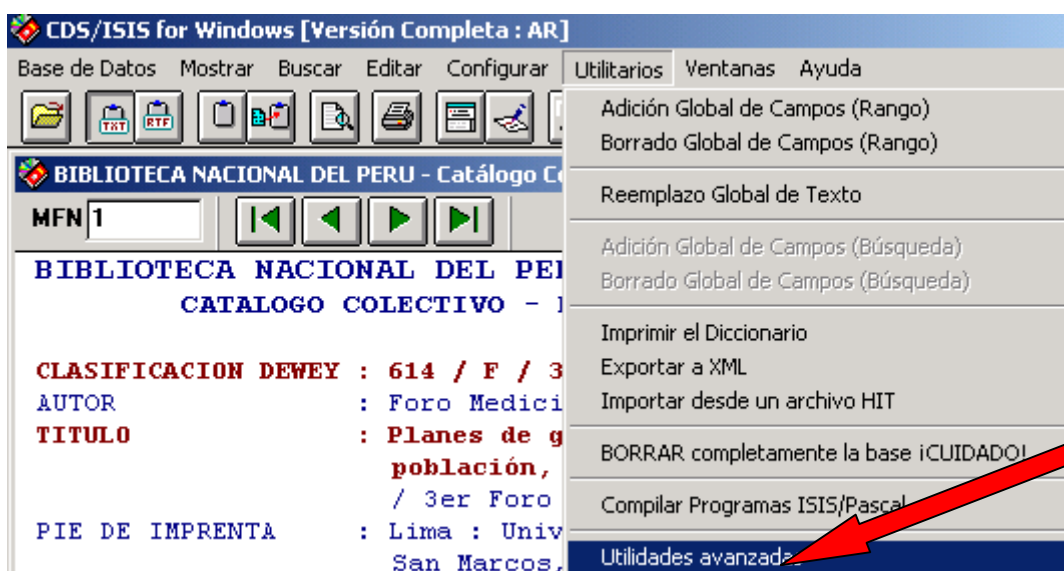 CDS/ISIS for Windows [Versión Completa : AR]
Base de Datos Mostrar Buscar Editar Configurar Utilitarios Ventanas Ayuda
TXT RTF
BIBLIOTECA NACIONAL DEL PERU - Catálogo
MFN 1
BIBLIOTECA NACIONAL DEL
CATALOGO COLECTIVO -
CLASIFICACION DEWEY : 614 / F / 3
AUTOR : Foro
TITULO : Planes de
población,
/ 3er Foro
PIE DE IMPRENTA : Lima :
San Marcos,
Adición Global de Campos (Rango)
Borrado Global de Campos (Rango)
Reemplazo Global de Texto
Adición Global de Campos (Búsqueda)
Borrado Global de Campos (Búsqueda)
Imprimir el Diccionario
Exportar a XML
Importar desde un archivo HIT
BORRAR completamente la base ¡CUIDADO!
Compilar Programas ISIS/Pascal
Utilidades avanzadas